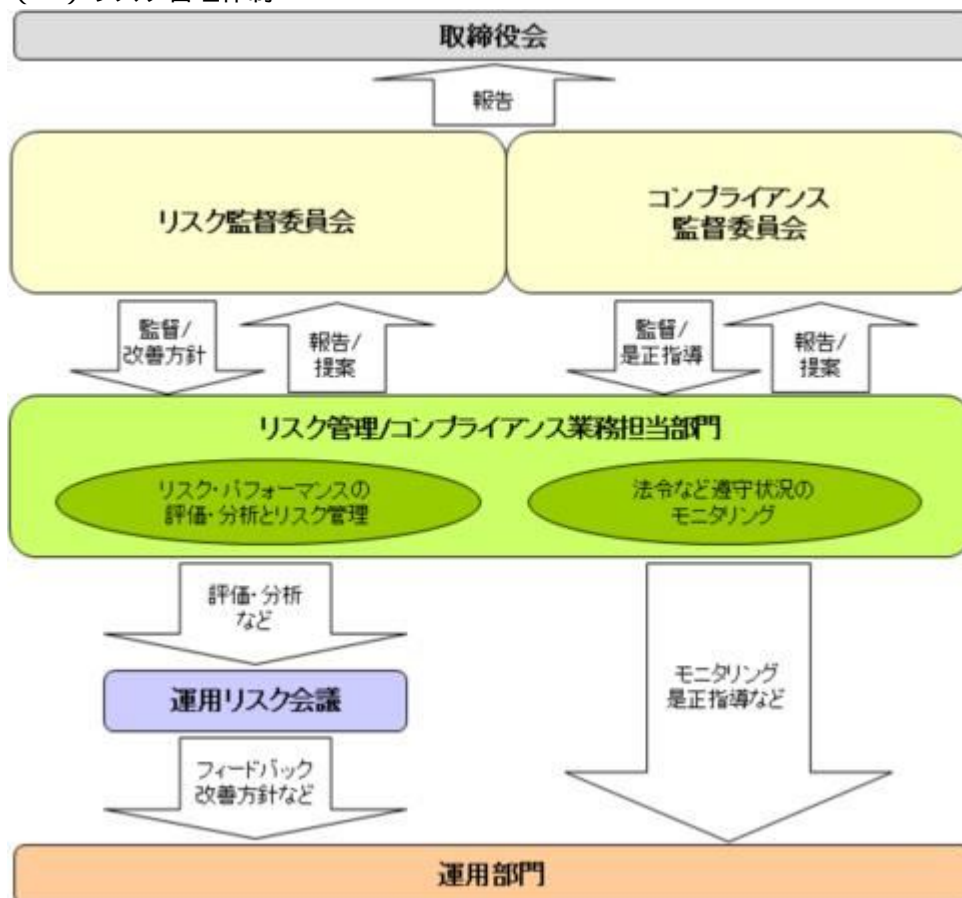 取締役会
報告
リスク監督委員会
コンプライアンス
監督委員会
監督/
改善方針
報告/
提案
監督/
是正指導
報告/
提案
リスク管理/コンプライアンス業務担当部門
リスク・パフォーマンスの
評価・分析とリスク管理
法令など遵守状況の
モニタリング
評価・分析
など
運用リスク会議
モニタリング
是正指導など
フィードバック
改善方針など
運用部門